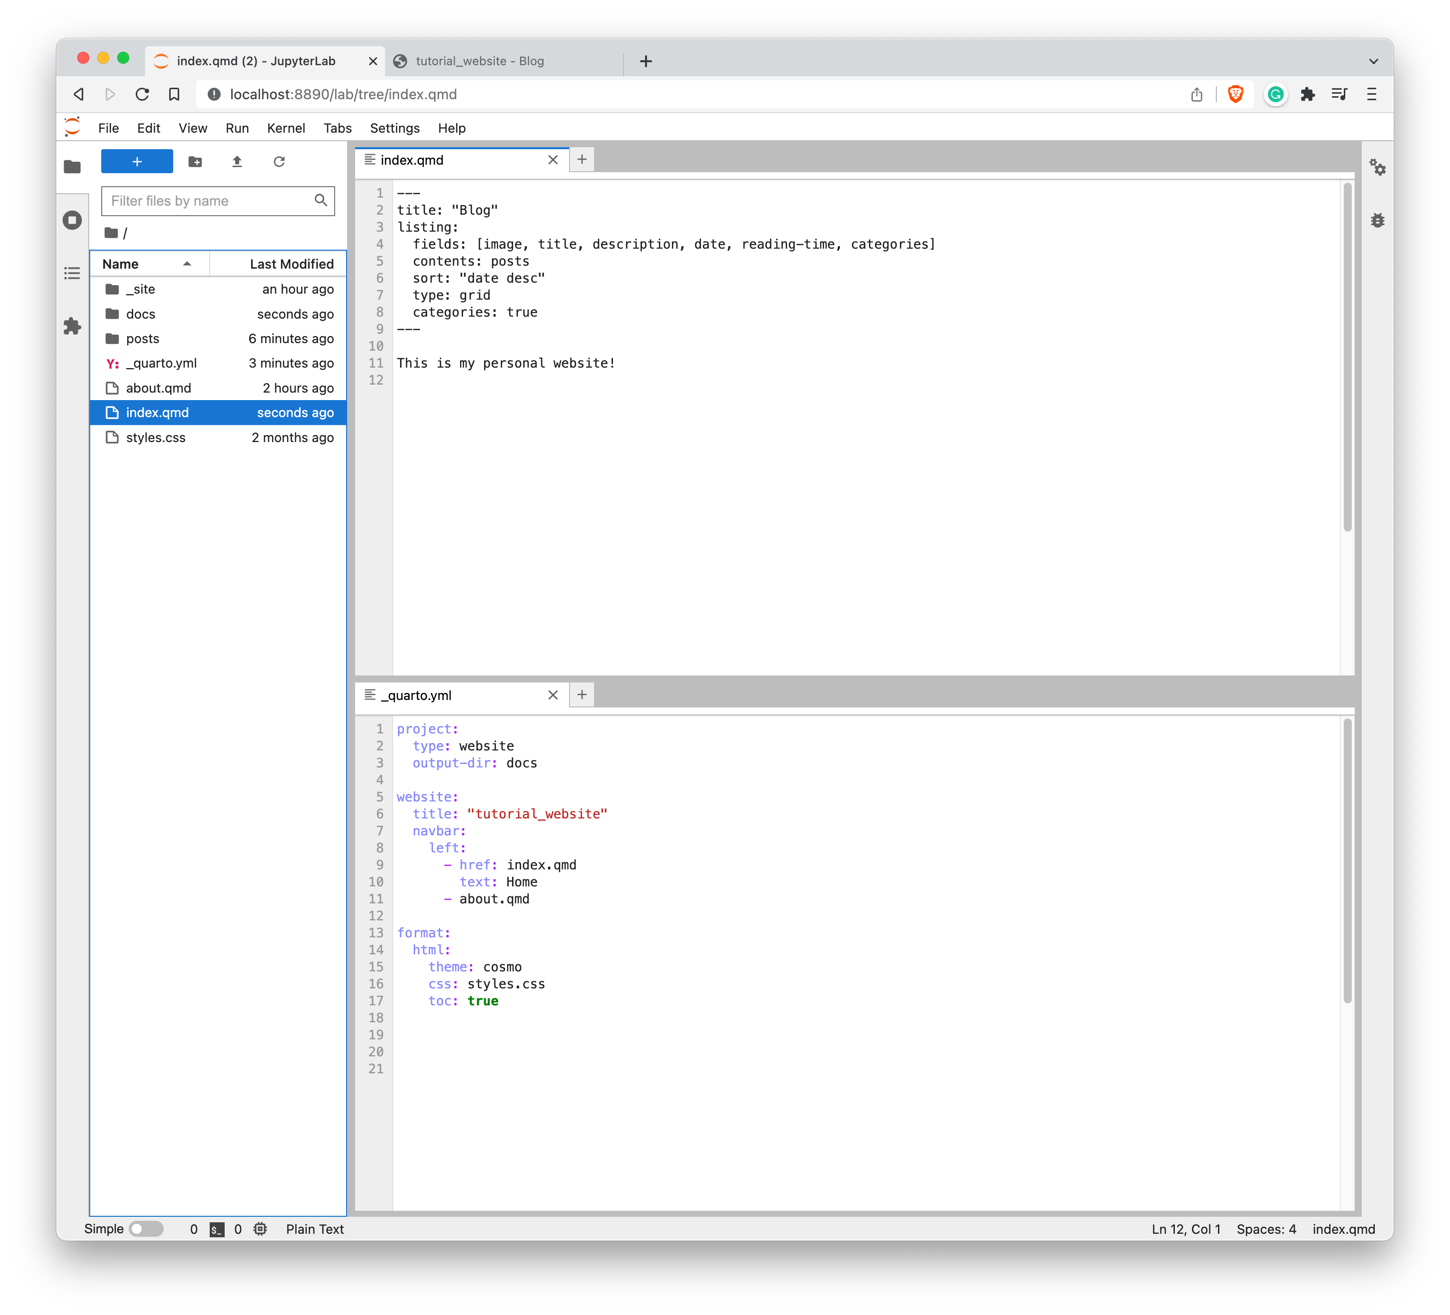 index.qmd (2) - JupyterLab
tutorial_website - Blog
localhost:8890/lab/tree/index.qmd
File Edit View Run Kernel Tabs Settings Help
Filter files by name
/
Name Last Modified
_site an hour ago
docs seconds ago
posts 6 minutes ago
Y: _quarto.yml 3 minutes ago
about.qmd 2 hours ago
index.qmd seconds ago
styles.css 2 months ago
index.qmd
1 ---
2 title: "Blog"
3 listing:
4   fields: [image, title, description, date, reading-time, categories]
5   contents: posts
6   sort: "date desc"
7   type: grid
8   categories: true
9 ---
10
11 This is my personal website!
12
_quarto.yml
1 project:
2   type: website
3   output-dir: docs
4
5 website:
6   title: "tutorial_website"
7   navbar:
8     left:
9       - href: index.qmd
10         text: Home
11       - about.qmd
12
13 format:
14   html:
15     theme: cosmo
16     css: styles.css
17     toc: true
18
19
20
21
Simple 0 $_ 0 Plain Text Ln 12, Col 1 Spaces: 4 index.qmd